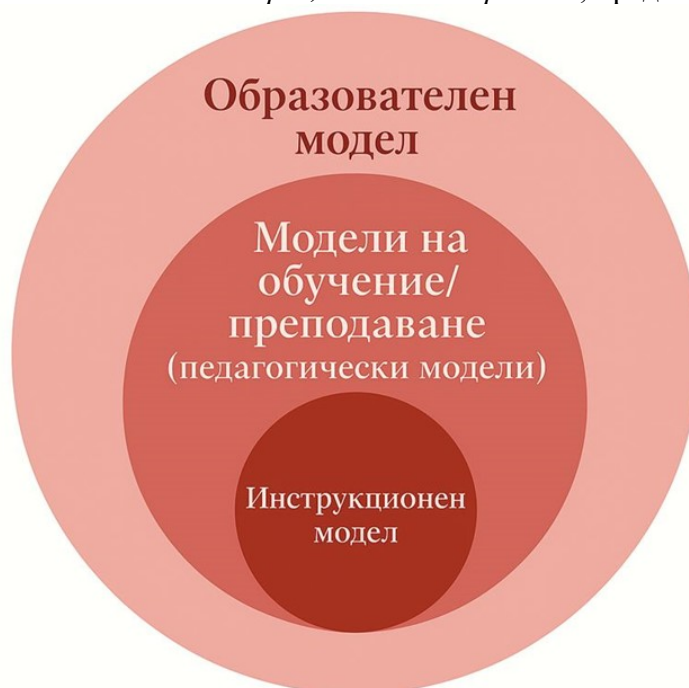 Образователен
модел
Модели на
обучение/
преподаване
(педагогически модели)
Инструкционен
модел